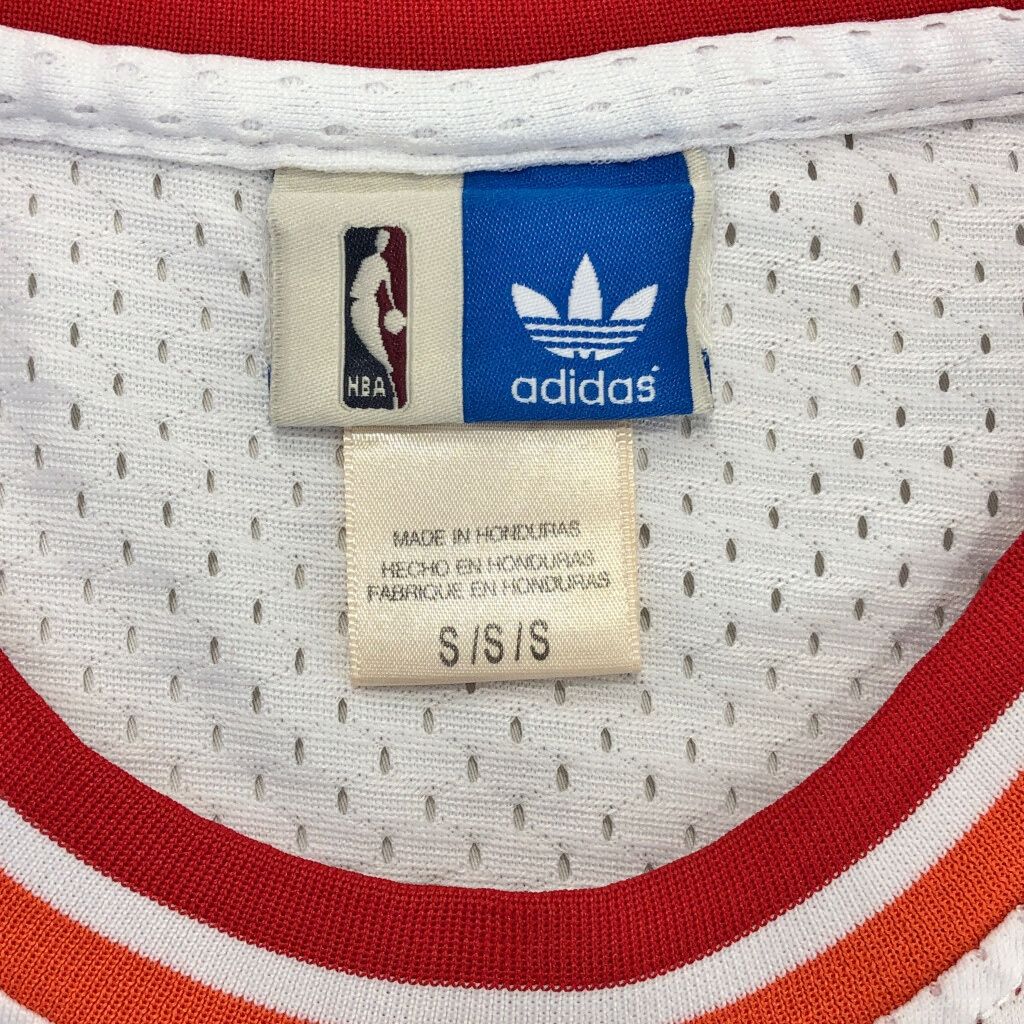 NBA
adidas
MADE IN HONDURAS
HECHO EN HONDURAS
FABRIQUE EN HONDURAS
S/S/S